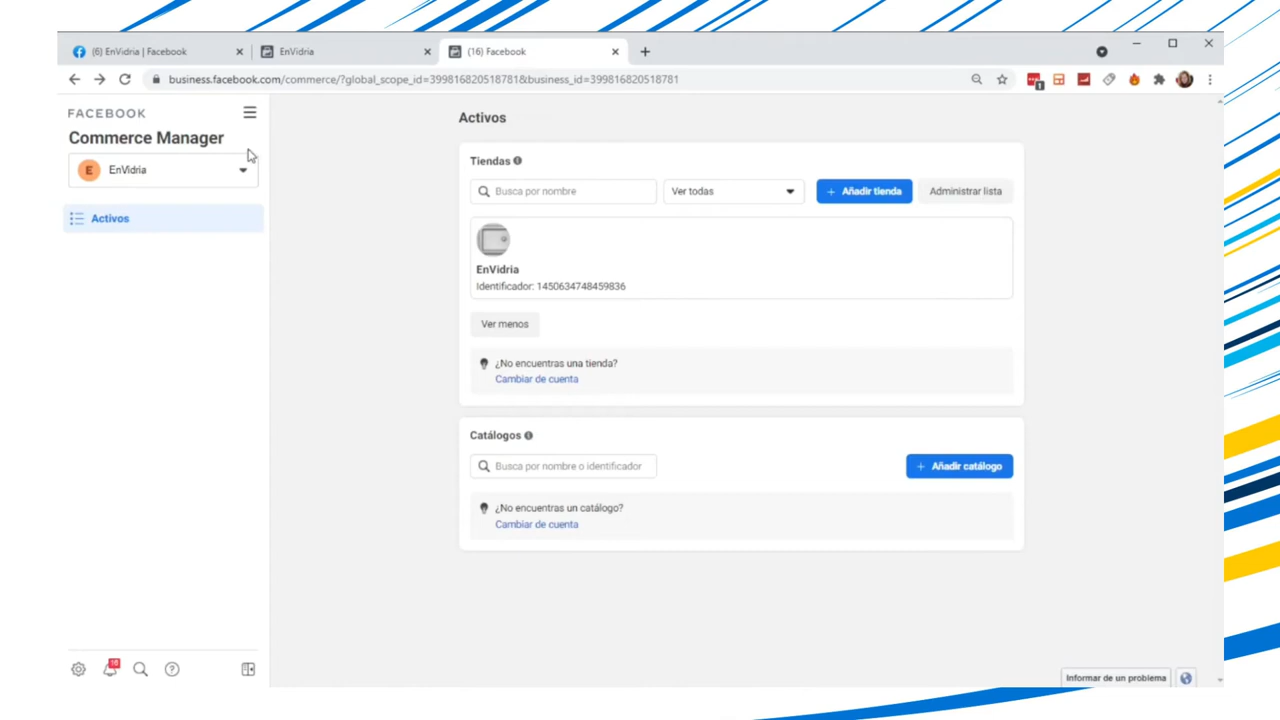 (6) EnVidria | Facebook
EnVidria
(16) Facebook
business.facebook.com/commerce/?global_scope_id=399816820518781&business_id=399816820518781
1
FACEBOOK
Commerce Manager
E EnVidria
Activos
16
Activos
Tiendas
Busca por nombre
Ver todas
+ Añadir tienda
Administrar lista
EnVidria
Identificador: 1450634748459836
Ver menos
¿No encuentras una tienda?
Cambiar de cuenta
Catálogos
Busca por nombre o identificador
+ Añadir catálogo
¿No encuentras un catálogo?
Cambiar de cuenta
Informar de un problema